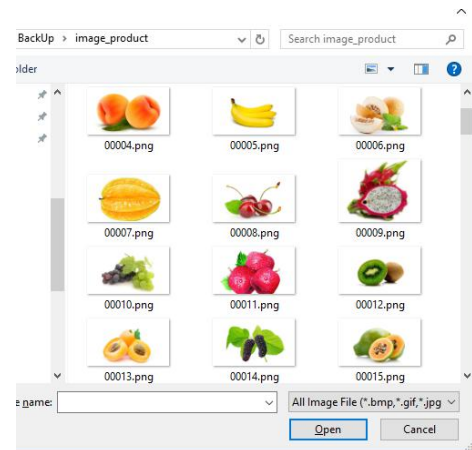 BackUp > image_product
Search image_product
older
00004.png 00005.png 00006.png
00007.png 00008.png 00009.png
00010.png 00011.png 00012.png
00013.png 00014.png 00015.png
e name:
All Image File (*.bmp,*.gif,*.jpg
Open Cancel